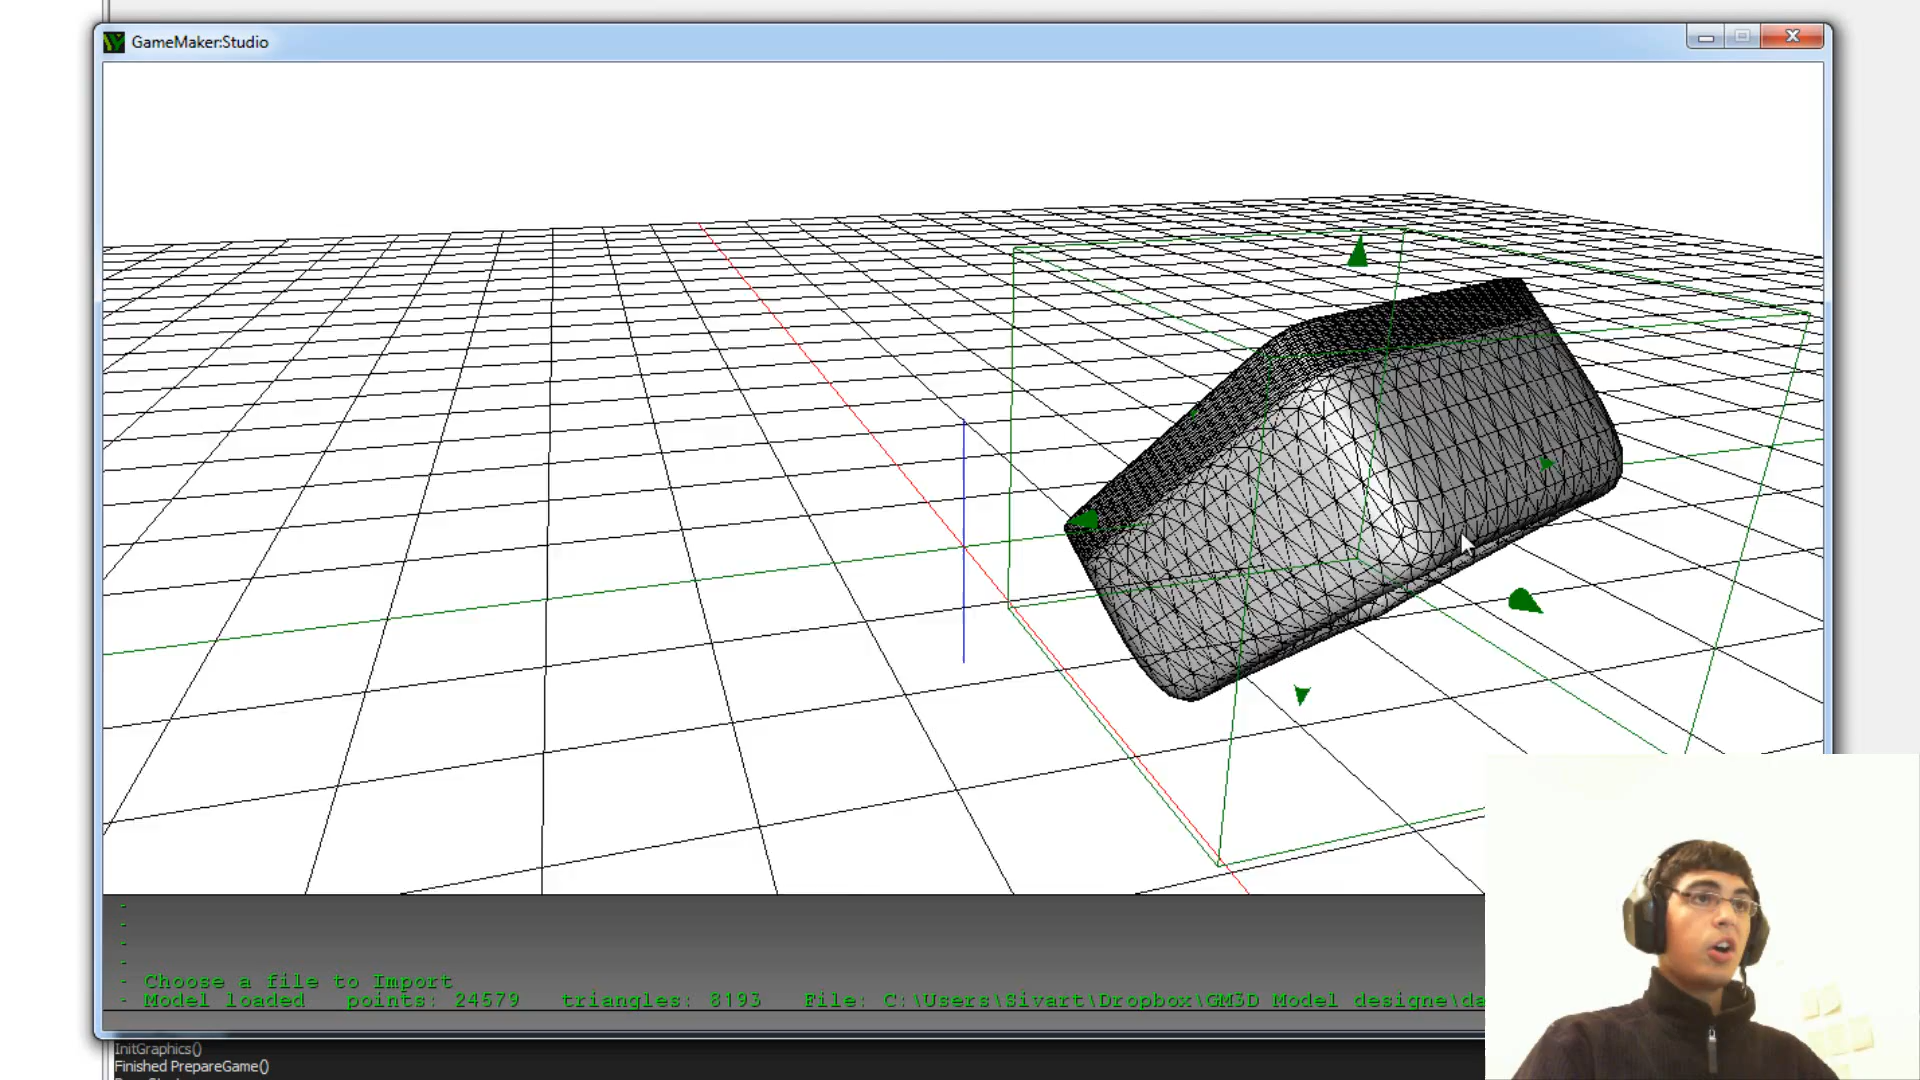 GameMaker:Studio
-
-
-
-
- Choose a file to Import
- Model loaded points: 24579 triangles: 8193 File: C:\Users\Sivart\Dropbox\GM3D Model designe\da
InitGraphics()
Finished PrepareGame()